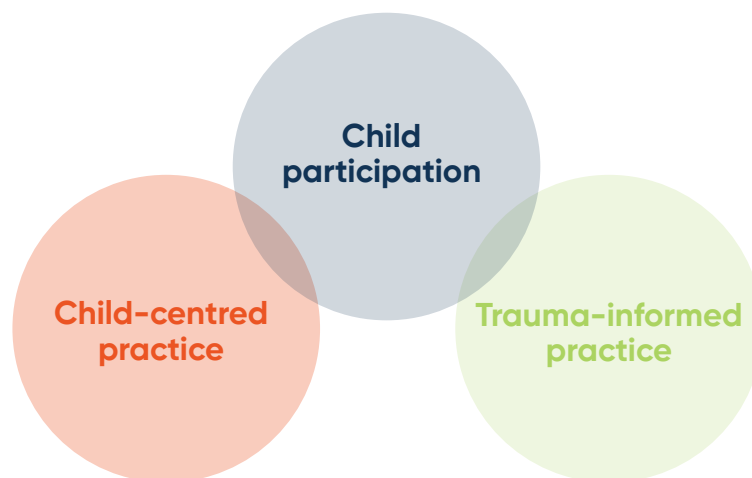 Child
participation
Child-centred
practice
Trauma-informed
practice